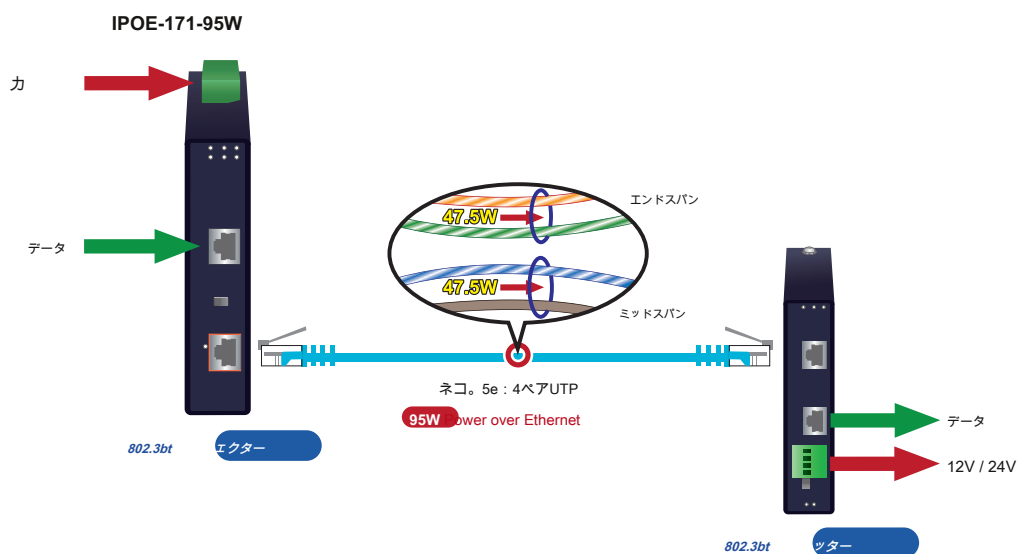 IPOE-171-95W
力
データ
47.5W
エンドスパン
47.5W
ミッドスパン
ネコ。5e：4ペアUTP
95W ower over Ethernet
802.3bt
ェクター
データ
12V / 24V
802.3bt
ッター